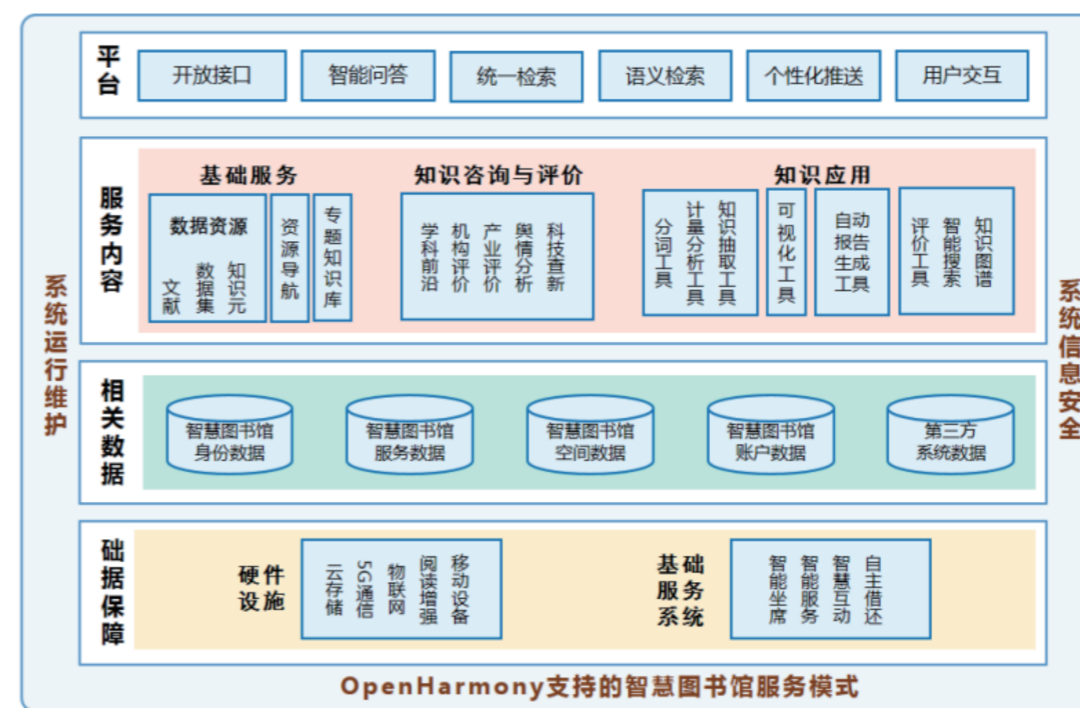 平台
开放接口
智能问答
统一检索
语义检索
个性化推送
用户交互
服务内容
基础服务
数据资源
文献
数据集
知识元
资源导航
专题知识库
知识咨询与评价
学科前沿
机构评价
产业评价
舆情分析
科技查新
知识应用
分词工具
计量分析工具
知识抽取工具
可视化工具
自动
报告
生成
工具
评价工具
智能搜索
知识图谱
相关数据
智慧图书馆
身份数据
智慧图书馆
服务数据
智慧图书馆
空间数据
智慧图书馆
账户数据
第三方
系统数据
础据保障
硬件
设施
云存储
5G通信
物联网
阅读增强
移动设备
基础
服务
系统
智能坐席
智能服务
智慧互动
自主借还
系统运行维护
系统信息安全
OpenHarmony支持的智慧图书馆服务模式